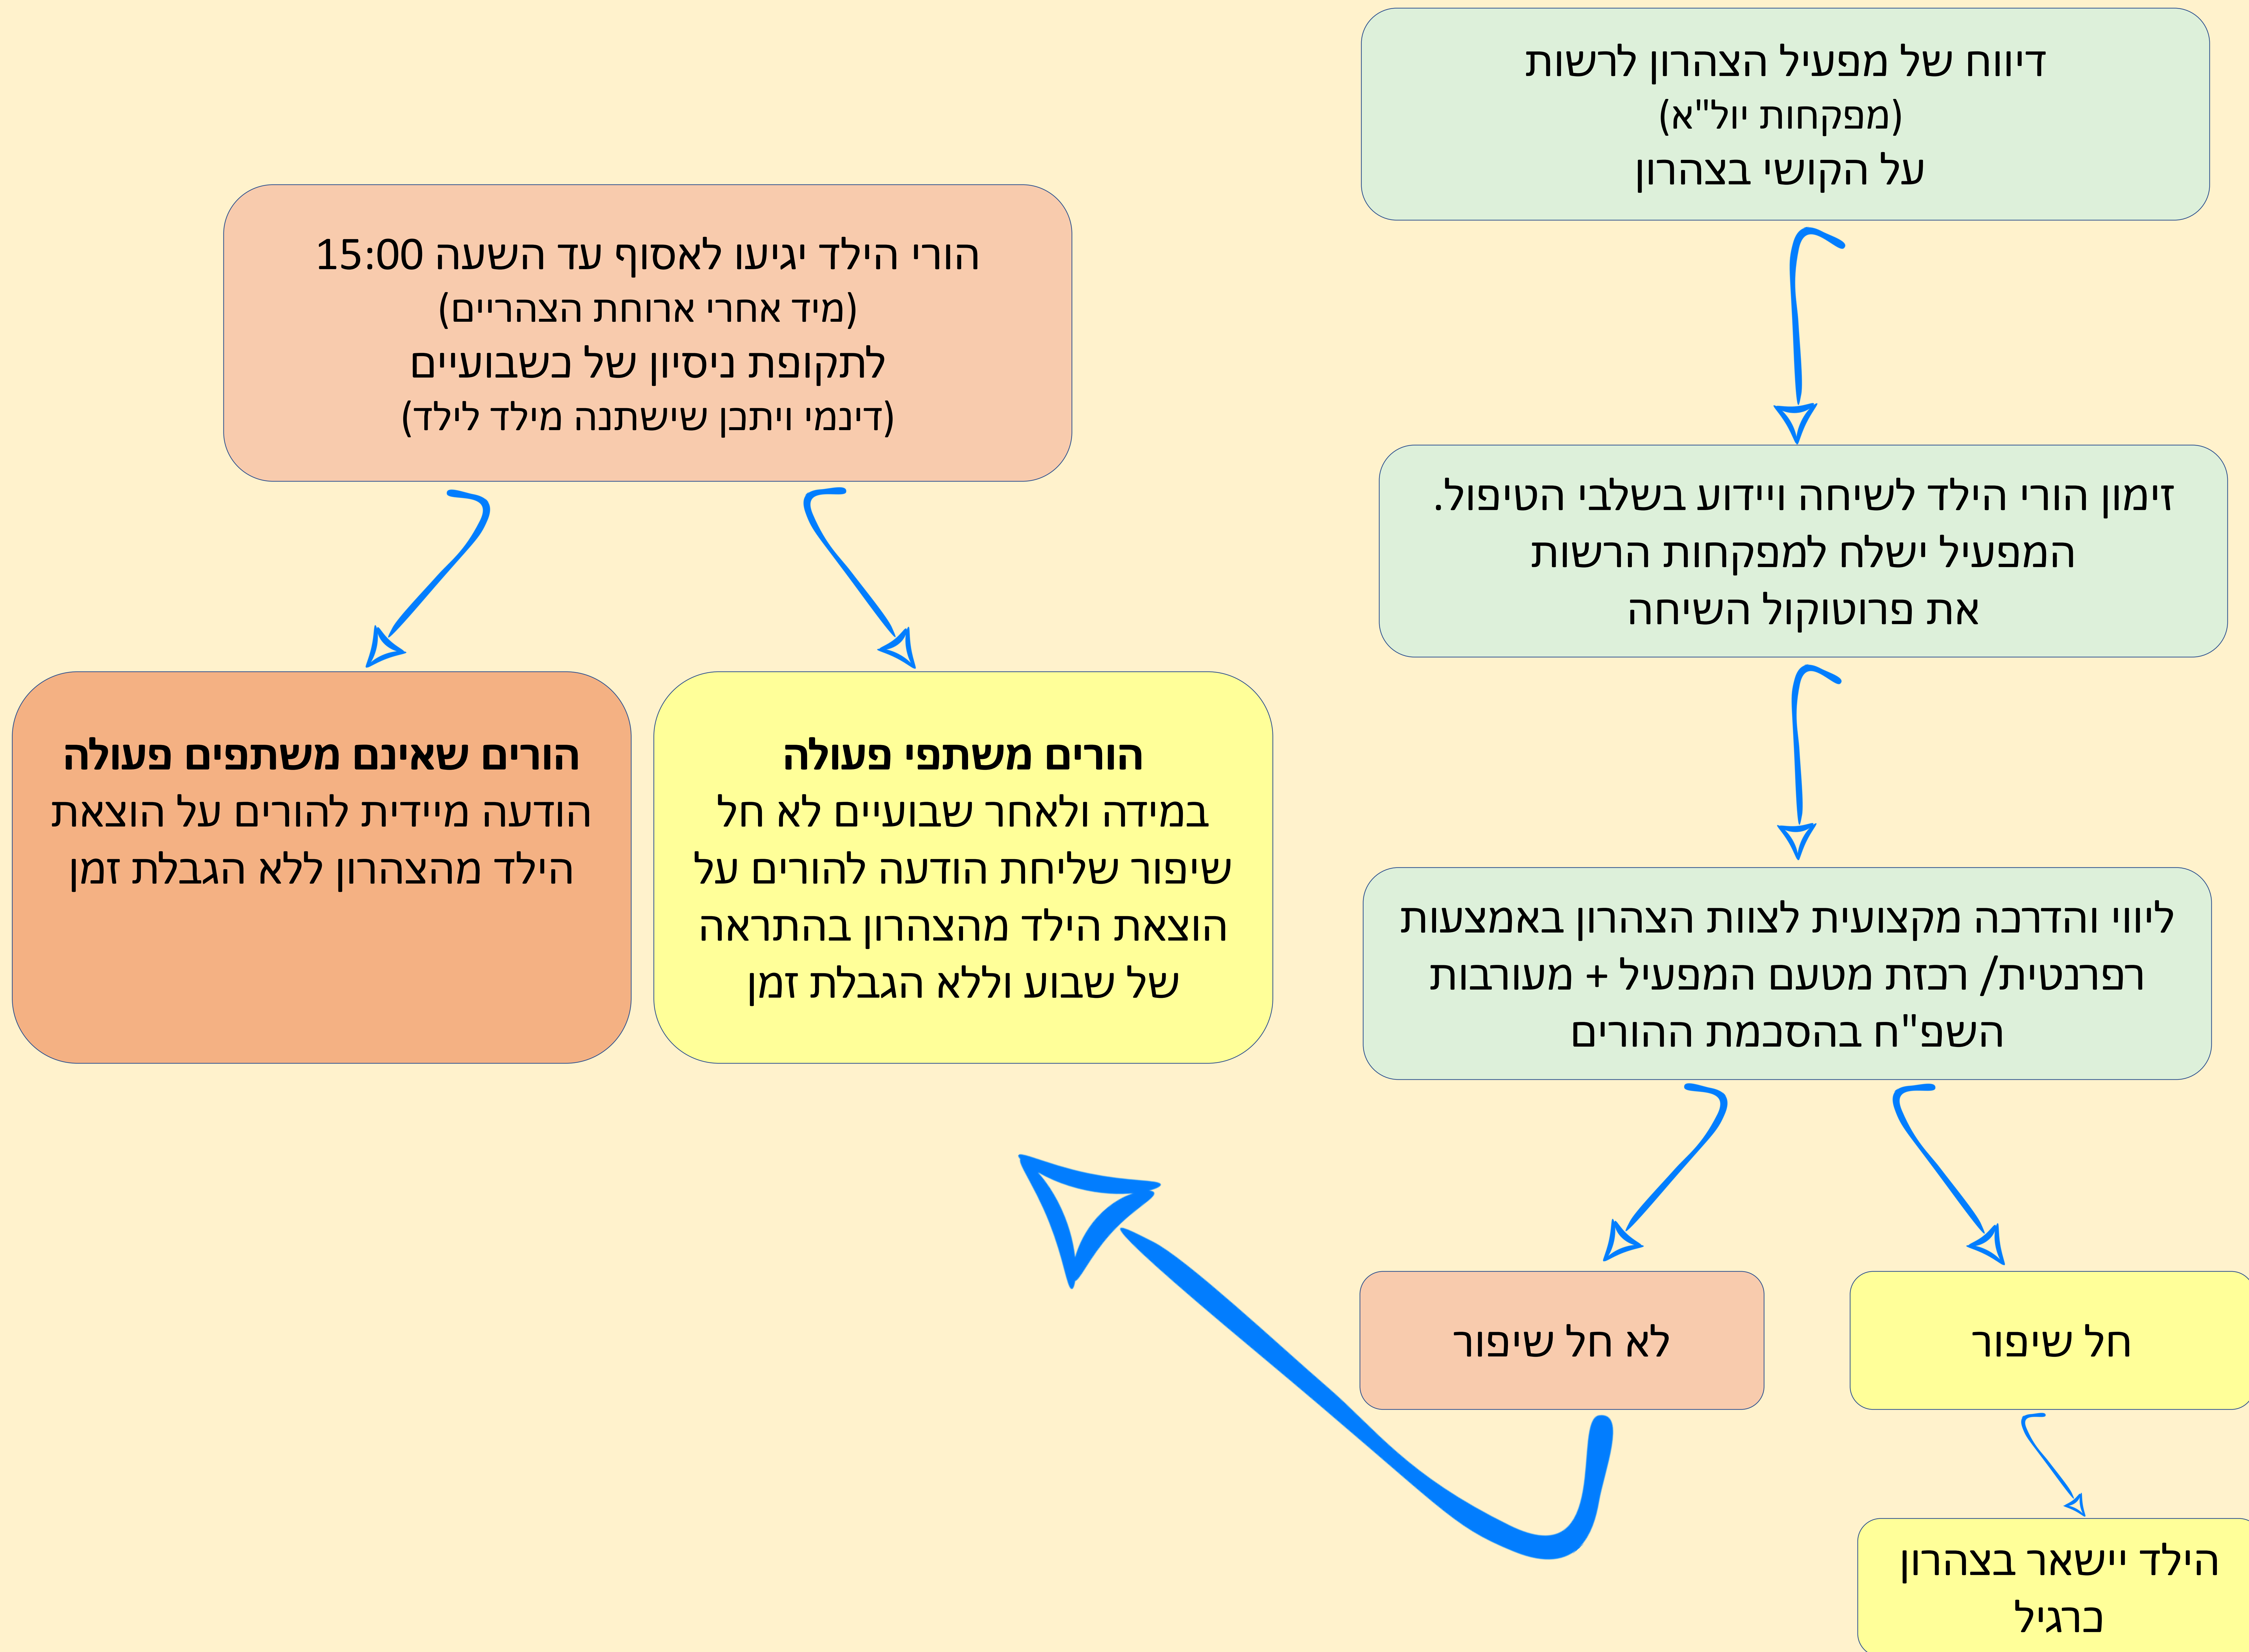 דיווח של מפעיל הצהרון לרשות
(מפקחות יול"א)
על הקושי בצהרון
זימון הורי הילד לשיחה ויידוע בשלבי הטיפול.
המפעיל ישלח למפקחות הרשות
את פרוטוקול השיחה
ליווי והדרכה מקצועית לצוות הצהרון באמצעות
רפרנטית/ רכזת מטעם המפעיל + מעורבות
השפ"ח בהסכמת ההורים
חל שיפור
הילד יישאר בצהרון
כרגיל
לא חל שיפור
הורי הילד יגיעו לאסוף עד השעה 15:00
(מיד אחרי ארוחת הצהריים)
לתקופת ניסיון של כשבועיים
(דינמי ויתכן שישתנה מילד לילד)
הורים משתפי פעולה
במידה ולאחר שבועיים לא חל
שיפור שליחת הודעה להורים על
הוצאת הילד מהצהרון בהתראה
של שבוע וללא הגבלת זמן
הורים שאינם משתפים פעולה
הודעה מיידית להורים על הוצאת
הילד מהצהרון ללא הגבלת זמן